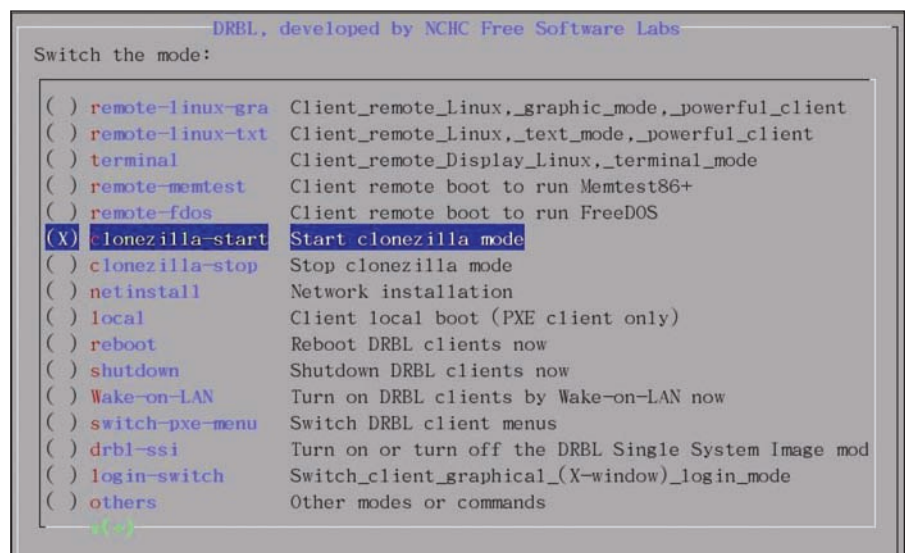 DRBL, developed by NCHC Free Software Labs
Switch the mode:
( ) remote-linux-gra Client_remote_Linux,_graphic_mode,_powerful_client
( ) remote-linux-txt Client_remote_Linux,_text_mode,_powerful_client
( ) terminal Client_remote_Display_Linux,_terminal_mode
( ) remote-memtest Client remote boot to run Memtest86+
( ) remote-fdos Client remote boot to run FreeDOS
(X) clonezilla-start Start clonezilla mode
( ) clonezilla-stop Stop clonezilla mode
( ) netinstall Network installation
( ) local Client local boot (PXE client only)
( ) reboot Reboot DRBL clients now
( ) shutdown Shutdown DRBL clients now
( ) Wake-on-LAN Turn on DRBL clients by Wake-on-LAN now
( ) switch-pxe-menu Switch DRBL client menus
( ) drbl-ssi Turn on or turn off the DRBL Single System Image mod
( ) login-switch Switch_client_graphical_(X-window)_login_mode
( ) others Other modes or commands